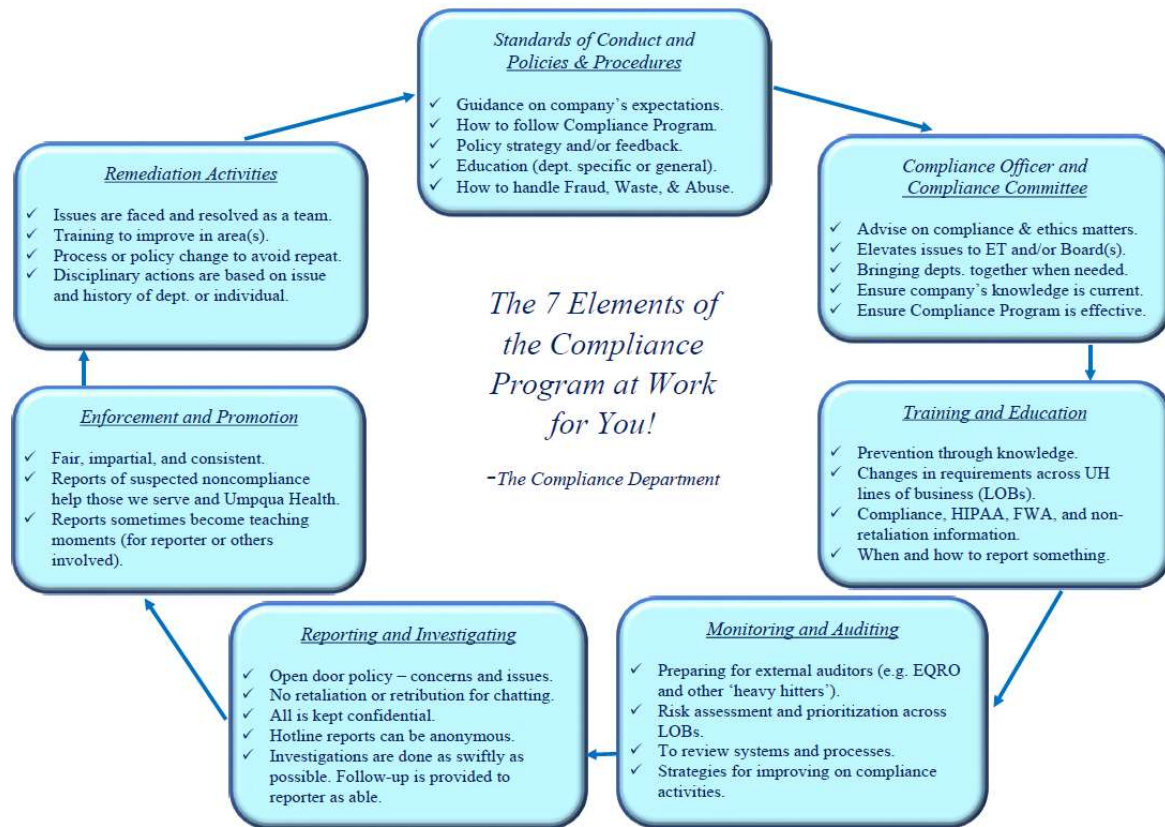 Standards of Conduct and
Policies & Procedures
✓ Guidance on company's expectations.
✓ How to follow Compliance Program.
✓ Policy strategy and/or feedback.
✓ Education (dept. specific or general).
✓ How to handle Fraud, Waste, & Abuse.
Compliance Officer and
Compliance Committee
✓ Advise on compliance & ethics matters.
✓ Elevates issues to ET and/or Board(s).
✓ Bringing depts. together when needed.
✓ Ensure company's knowledge is current.
✓ Ensure Compliance Program is effective.
Training and Education
✓ Prevention through knowledge.
✓ Changes in requirements across UH
lines of business (LOBs).
✓ Compliance, HIPAA, FWA, and non-
retaliation information.
✓ When and how to report something.
Monitoring and Auditing
✓ Preparing for external auditors (e.g. EQRO
and other 'heavy hitters').
✓ Risk assessment and prioritization across
LOBs.
✓ To review systems and processes.
✓ Strategies for improving on compliance
activities.
Reporting and Investigating
✓ Open door policy – concerns and issues.
✓ No retaliation or retribution for chatting.
✓ All is kept confidential.
✓ Hotline reports can be anonymous.
✓ Investigations are done as swiftly as
possible. Follow-up is provided to
reporter as able.
Enforcement and Promotion
✓ Fair, impartial, and consistent.
✓ Reports of suspected noncompliance
help those we serve and Umpqua Health.
✓ Reports sometimes become teaching
moments (for reporter or others
involved).
Remediation Activities
✓ Issues are faced and resolved as a team.
✓ Training to improve in area(s).
✓ Process or policy change to avoid repeat.
✓ Disciplinary actions are based on issue
and history of dept. or individual.
The 7 Elements of
the Compliance
Program at Work
for You!
-The Compliance Department